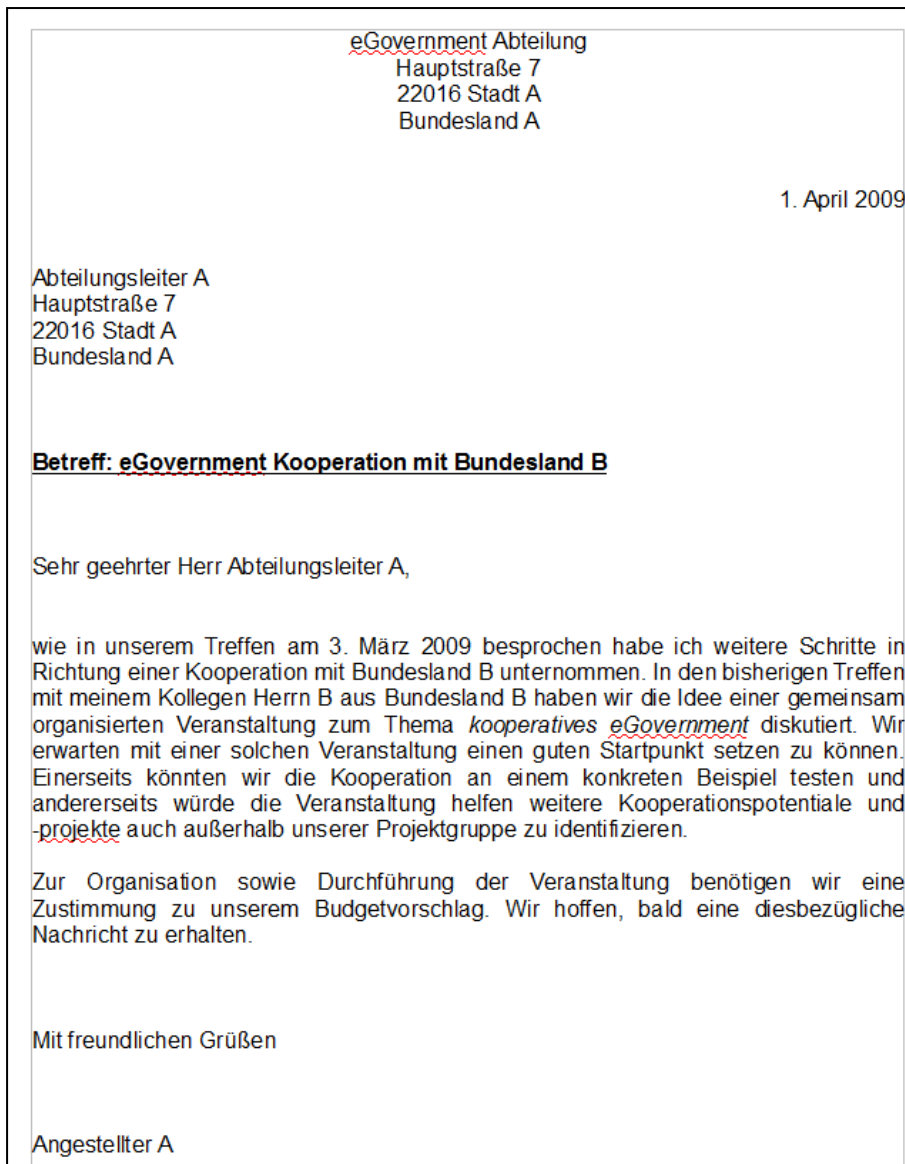 eGovernment Abteilung
Hauptstraße 7
22016 Stadt A
Bundesland A
1. April 2009
Abteilungsleiter A
Hauptstraße 7
22016 Stadt A
Bundesland A
Betreff: eGovernment Kooperation mit Bundesland B
Sehr geehrter Herr Abteilungsleiter A,
wie in unserem Treffen am 3. März 2009 besprochen habe ich weitere Schritte in
Richtung einer Kooperation mit Bundesland B unternommen. In den bisherigen Treffen
mit meinem Kollegen Herrn B aus Bundesland B haben wir die Idee einer gemeinsam
organisierten Veranstaltung zum Thema kooperatives eGovernment diskutiert. Wir
erwarten mit einer solchen Veranstaltung einen guten Startpunkt setzen zu können.
Einerseits könnten wir die Kooperation an einem konkreten Beispiel testen und
andererseits würde die Veranstaltung helfen weitere Kooperationspotentiale und
-projekte auch außerhalb unserer Projektgruppe zu identifizieren.
Zur Organisation sowie Durchführung der Veranstaltung benötigen wir eine
Zustimmung zu unserem Budgetvorschlag. Wir hoffen, bald eine diesbezügliche
Nachricht zu erhalten.
Mit freundlichen Grüßen
Angestellter A